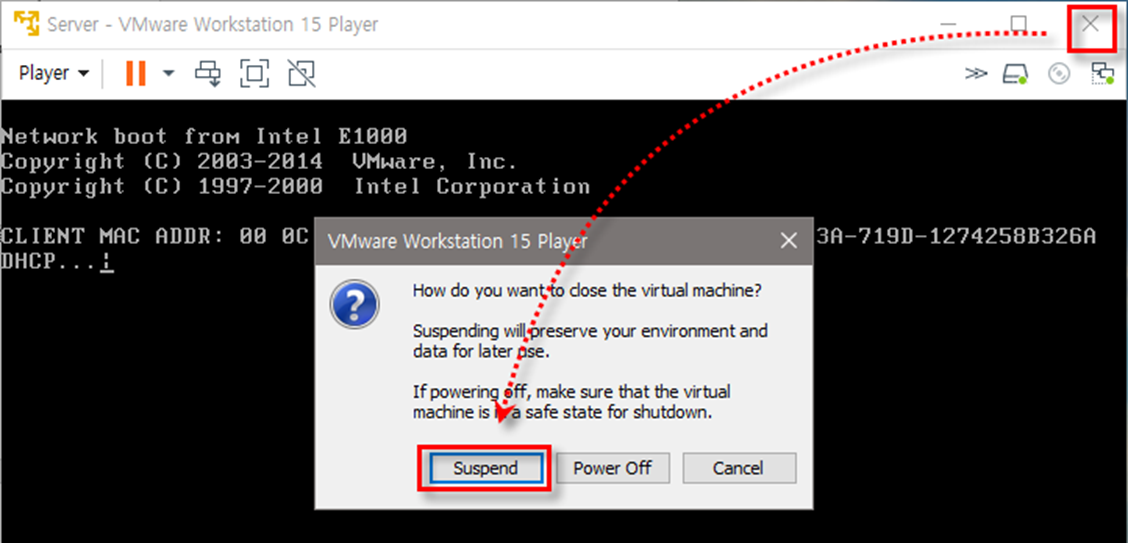 Server - VMware Workstation 15 Player
Player
Network boot from Intel E1000
Copyright (C) 2003-2014  VMware, Inc.
Copyright (C) 1997-2000  Intel Corporation
CLIENT MAC ADDR: 00 0C
3A-719D-1274258B326A
DHCP...
VMware Workstation 15 Player
How do you want to close the virtual machine?
Suspending will preserve your environment and
data for later use.
If powering off, make sure that the virtual
machine is in a safe state for shutdown.
Suspend
Power Off
Cancel